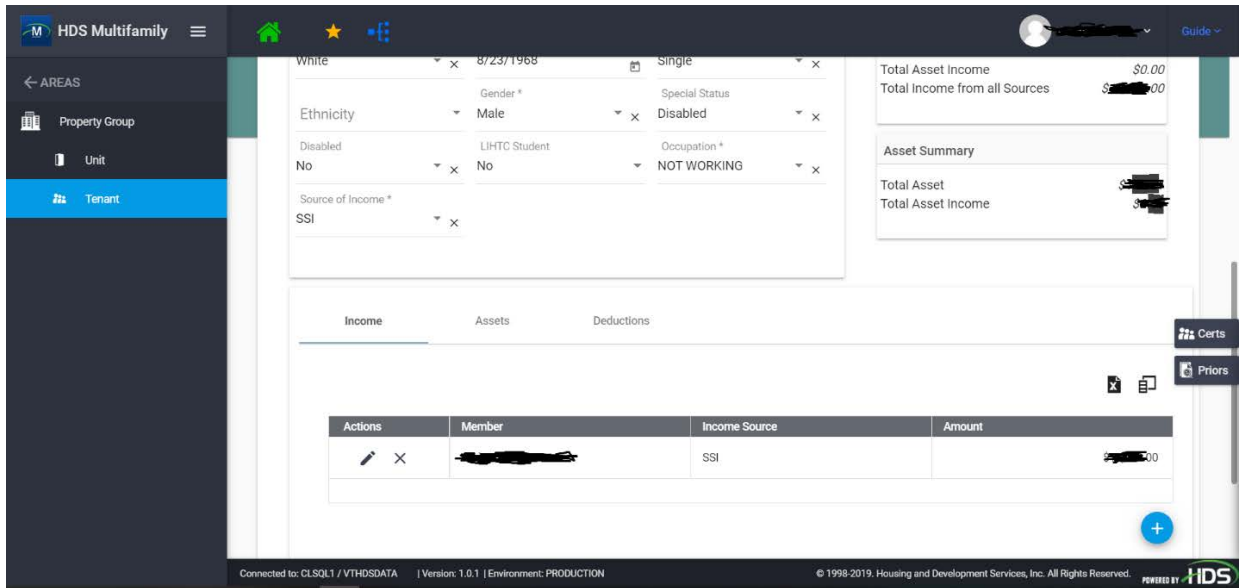 M HDS Multifamily
Guide
AREAS
Property Group
Unit
Tenant
White 8/23/1968 Single
Ethnicity Gender * Male Special Status Disabled
Disabled No LIHTC Student No Occupation * NOT WORKING
Source of Income * SSI
Total Asset Income $0.00
Total Income from all Sources $ 00
Asset Summary
Total Asset $
Total Asset Income $
Income Assets Deductions
Certs
Priors
Actions Member Income Source Amount
SSI 00
Connected to: CLSQL1 / VTHDSDATA | Version: 1.0.1 | Environment: PRODUCTION © 1998-2019. Housing and Development Services, Inc. All Rights Reserved. POWERED BY HDS